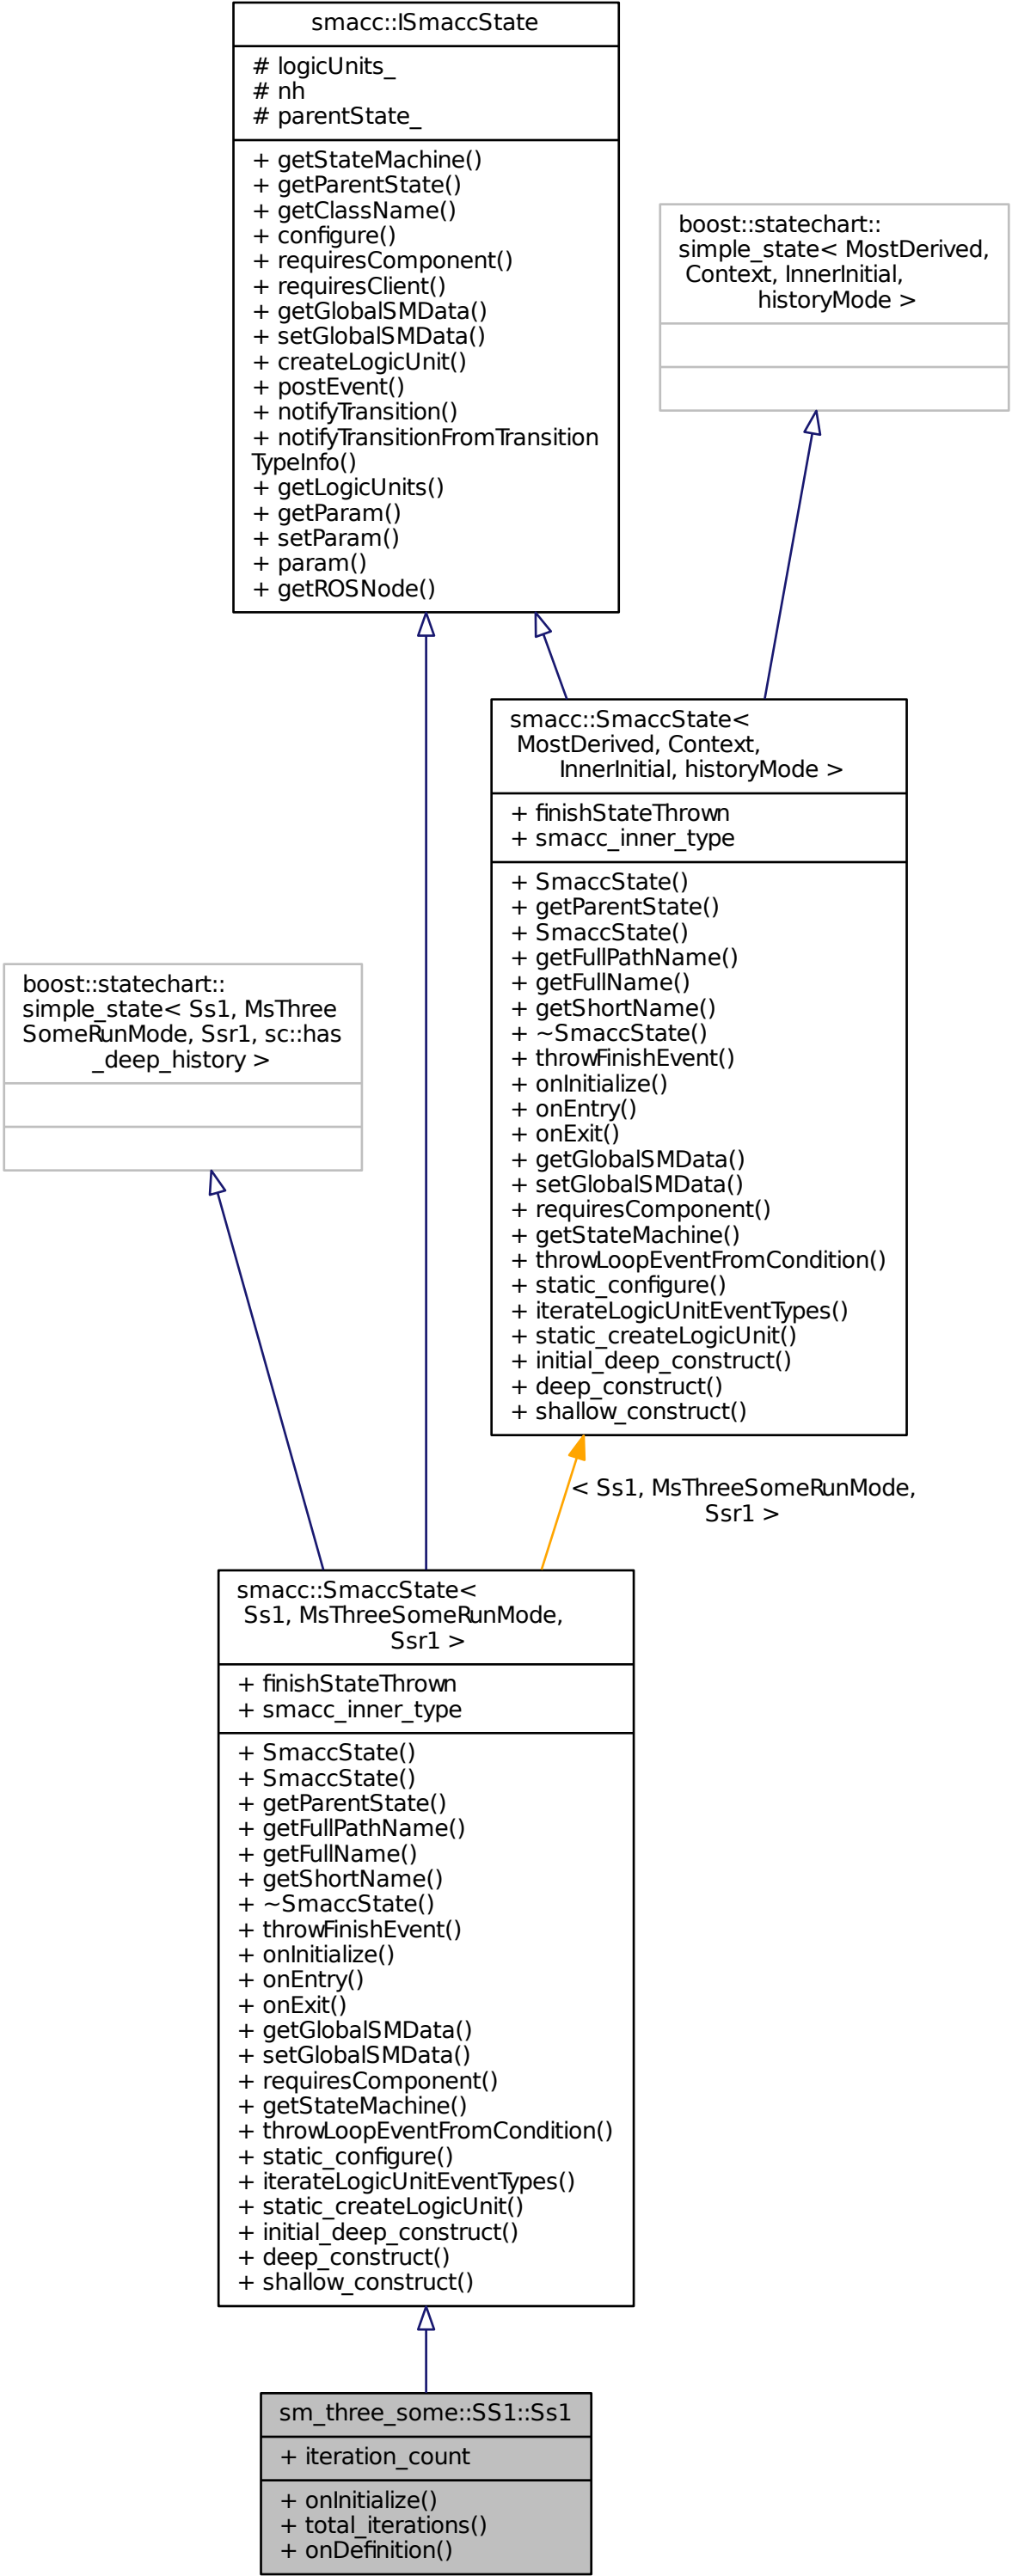 smacc::ISmaccState
# logicUnits_
# nh
# parentState_
+ getStateMachine()
+ getParentState()
+ getClassName()
+ configure()
+ requiresComponent()
+ requiresClient()
+ getGlobalSMData()
+ setGlobalSMData()
+ createLogicUnit()
+ postEvent()
+ notifyTransition()
+ notifyTransitionFromTransition
TypeInfo()
+ getLogicUnits()
+ getParam()
+ setParam()
+ param()
+ getROSNode()
boost::statechart::
simple_state< MostDerived,
Context, InnerInitial,
historyMode >
smacc::SmaccState<
MostDerived, Context,
InnerInitial, historyMode >
+ finishStateThrown
+ smacc_inner_type
+ SmaccState()
+ getParentState()
+ SmaccState()
+ getFullPathName()
+ getFullName()
+ getShortName()
+ ~SmaccState()
+ throwFinishEvent()
+ onInitialize()
+ onEntry()
+ onExit()
+ getGlobalSMData()
+ setGlobalSMData()
+ requiresComponent()
+ getStateMachine()
+ throwLoopEventFromCondition()
+ static_configure()
+ iterateLogicUnitEventTypes()
+ static_createLogicUnit()
+ initial_deep_construct()
+ deep_construct()
+ shallow_construct()
boost::statechart::
simple_state< Ss1, MsThree
SomeRunMode, Ssr1, sc::has
_deep_history >
< Ss1, MsThreeSomeRunMode,
Ssr1 >
smacc::SmaccState<
Ss1, MsThreeSomeRunMode,
Ssr1 >
+ finishStateThrown
+ smacc_inner_type
+ SmaccState()
+ SmaccState()
+ getParentState()
+ getFullPathName()
+ getFullName()
+ getShortName()
+ ~SmaccState()
+ throwFinishEvent()
+ onInitialize()
+ onEntry()
+ onExit()
+ getGlobalSMData()
+ setGlobalSMData()
+ requiresComponent()
+ getStateMachine()
+ throwLoopEventFromCondition()
+ static_configure()
+ iterateLogicUnitEventTypes()
+ static_createLogicUnit()
+ initial_deep_construct()
+ deep_construct()
+ shallow_construct()
sm_three_some::SS1::Ss1
+ iteration_count
+ onInitialize()
+ total_iterations()
+ onDefinition()